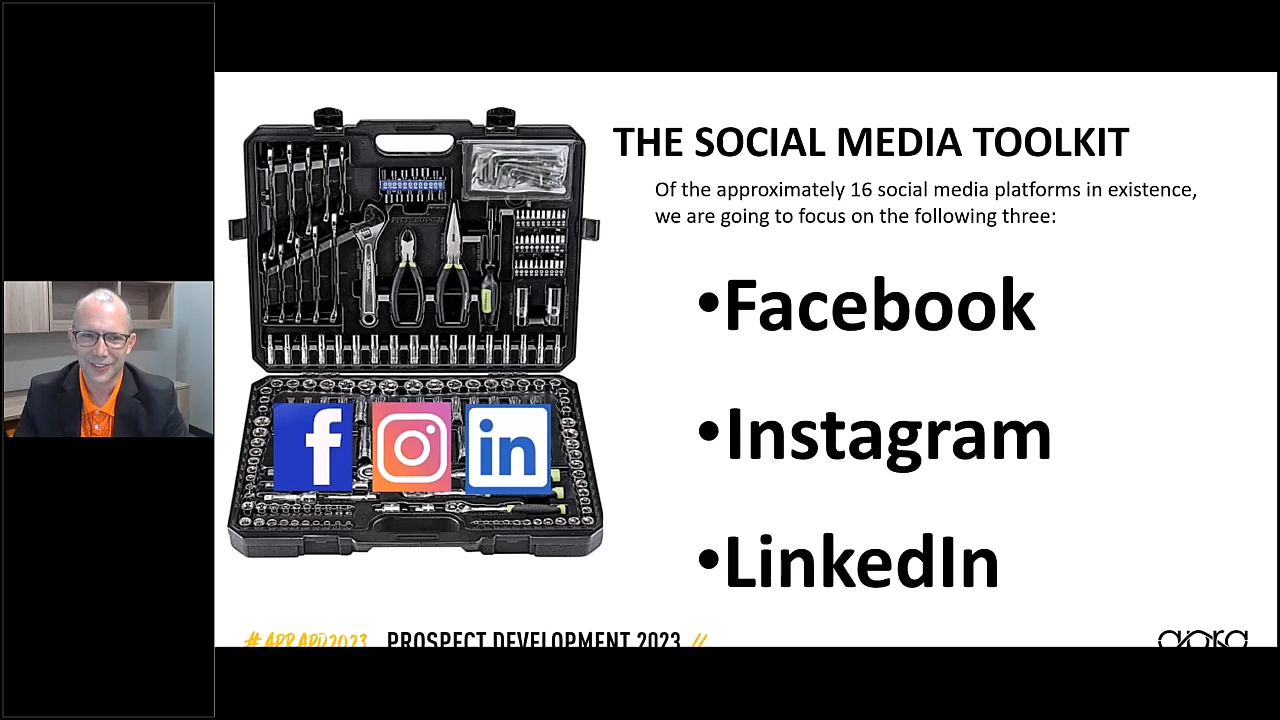 THE SOCIAL MEDIA TOOLKIT
Of the approximately 16 social media platforms in existence,
we are going to focus on the following three:
•Facebook
•Instagram
•LinkedIn
f
in
#APRAPD2023 PROSPECT DEVELOPMENT 2023 //
apra